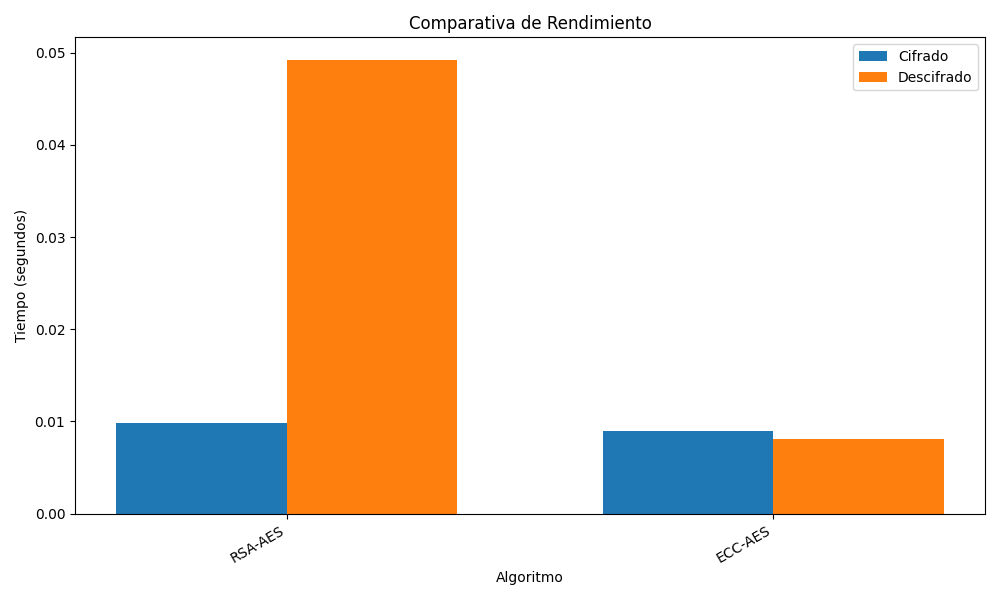 Comparativa de Rendimiento
Cifrado
Descifrado
Tiempo (segundos)
0.05
0.04
0.03
0.02
0.01
0.00
RSA-AES
ECC-AES
Algoritmo